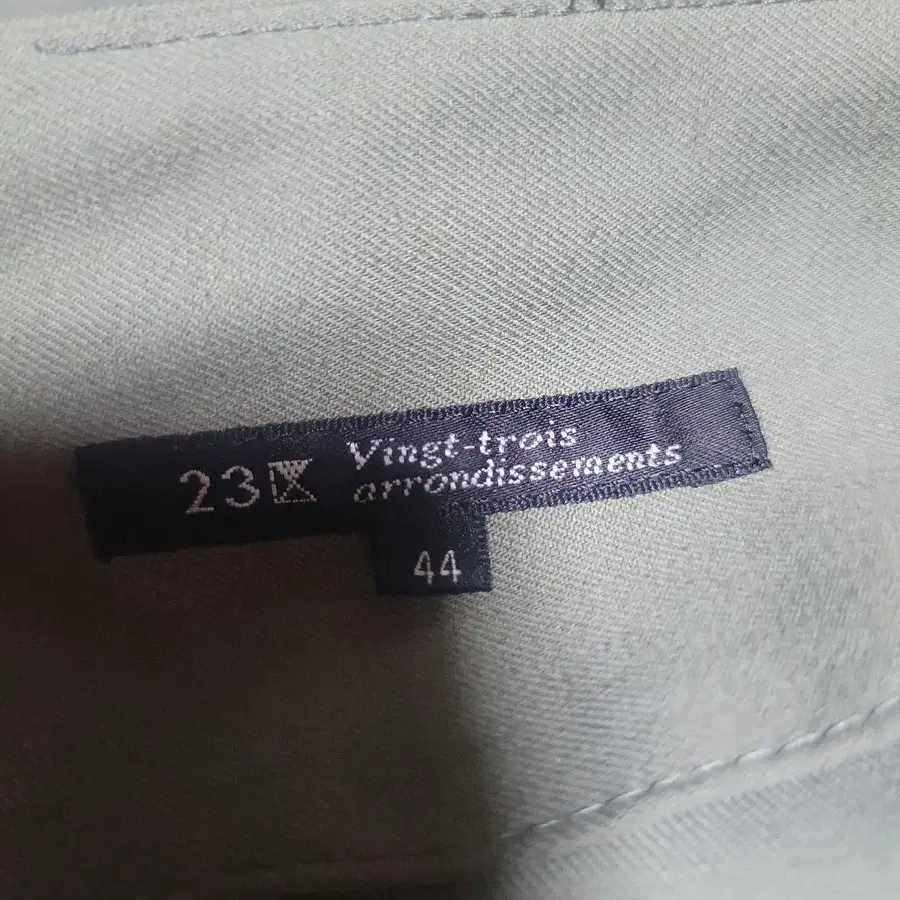 23区
Vingt-trois
arrondissements
44